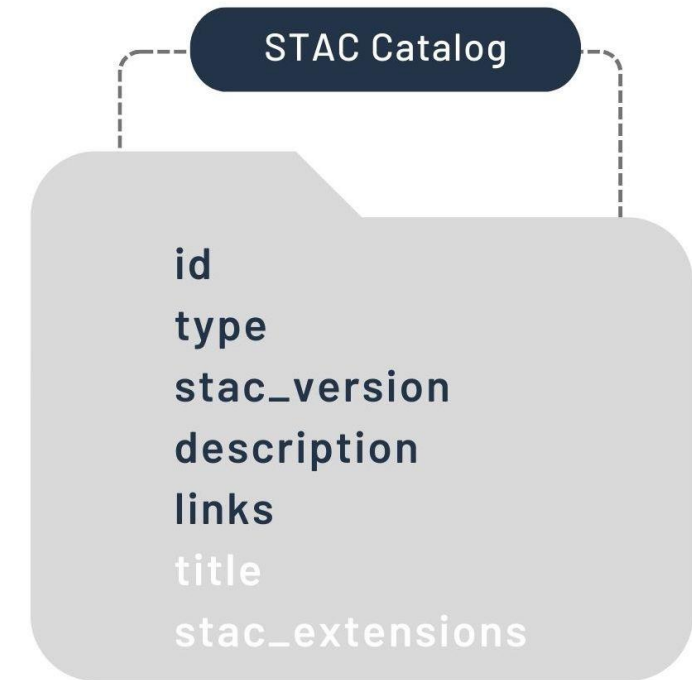 STAC Catalog
id
type
stac_version
description
links
title
stac_extensions